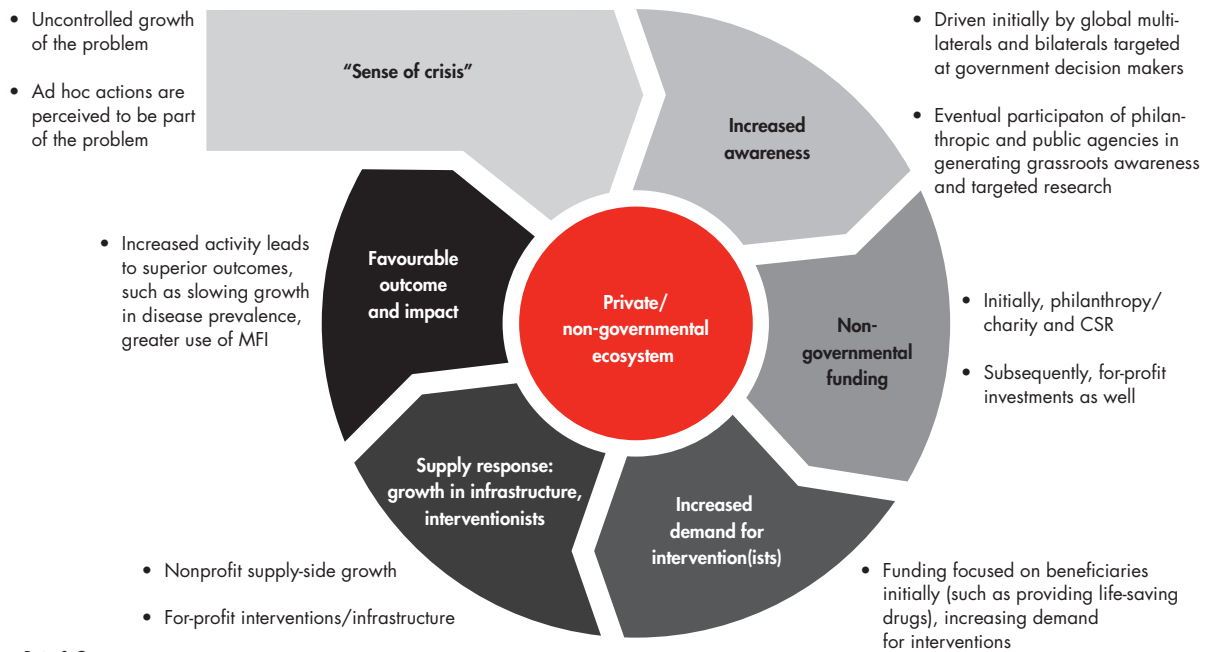 • Uncontrolled growth
of the problem
• Ad hoc actions are
perceived to be part
of the problem
“Sense of crisis”
Increased
awareness
• Driven initially by global multi-
laterals and bilaterals targeted
at government decision makers
• Eventual participaton of philan-
thropic and public agencies in
generating grassroots awareness
and targeted research
• Increased activity leads
to superior outcomes,
such as slowing growth
in disease prevalence,
greater use of MFI
Favourable
outcome
and impact
Private/
non-governmental
ecosystem
Non-
governmental
funding
• Initially, philanthropy/
charity and CSR
• Subsequently, for-profit
investments as well
Supply response:
growth in infrastructure,
interventionists
Increased
demand for
intervention(ists)
• Nonprofit supply-side growth
• For-profit interventions/infrastructure
• Funding focused on beneficiaries
initially (such as providing life-saving
drugs), increasing demand
for interventions